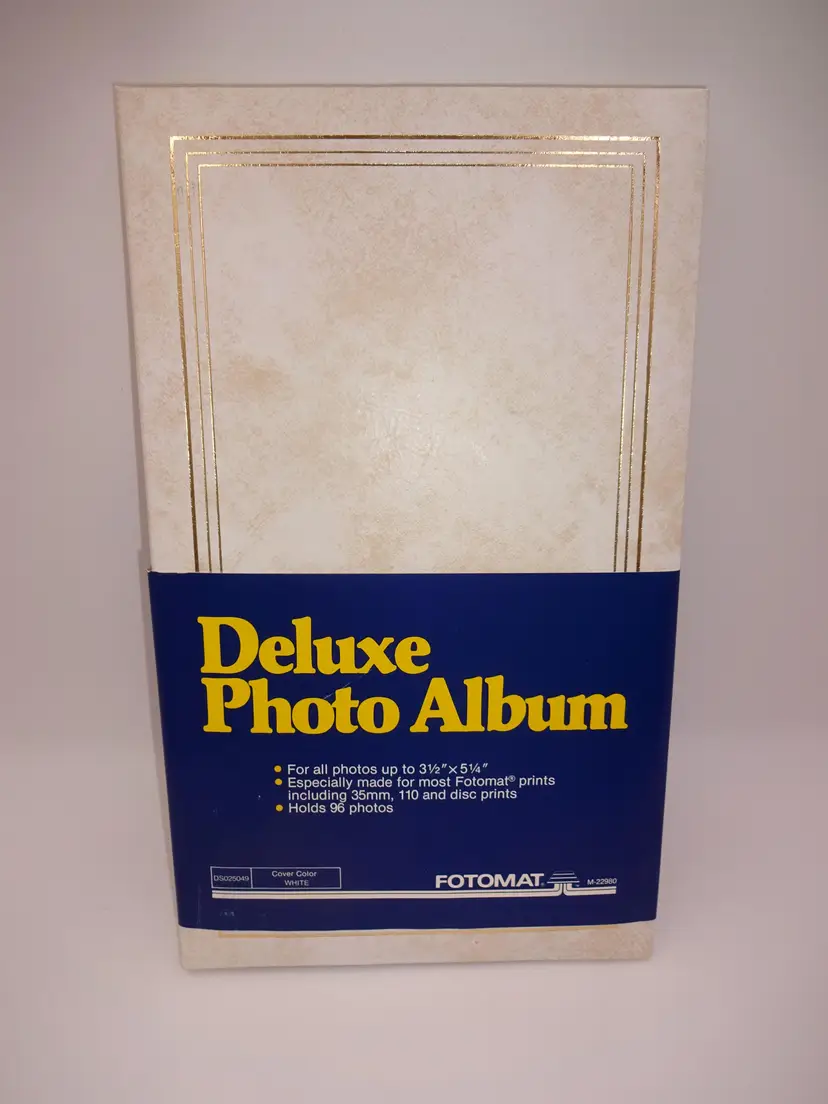 Deluxe
Photo Album
• For all photos up to 3½"×5¼"
• Especially made for most Fotomat® prints
including 35mm, 110 and disc prints
• Holds 96 photos
DS025049 Cover Color
WHITE
FOTOMAT® M-22980